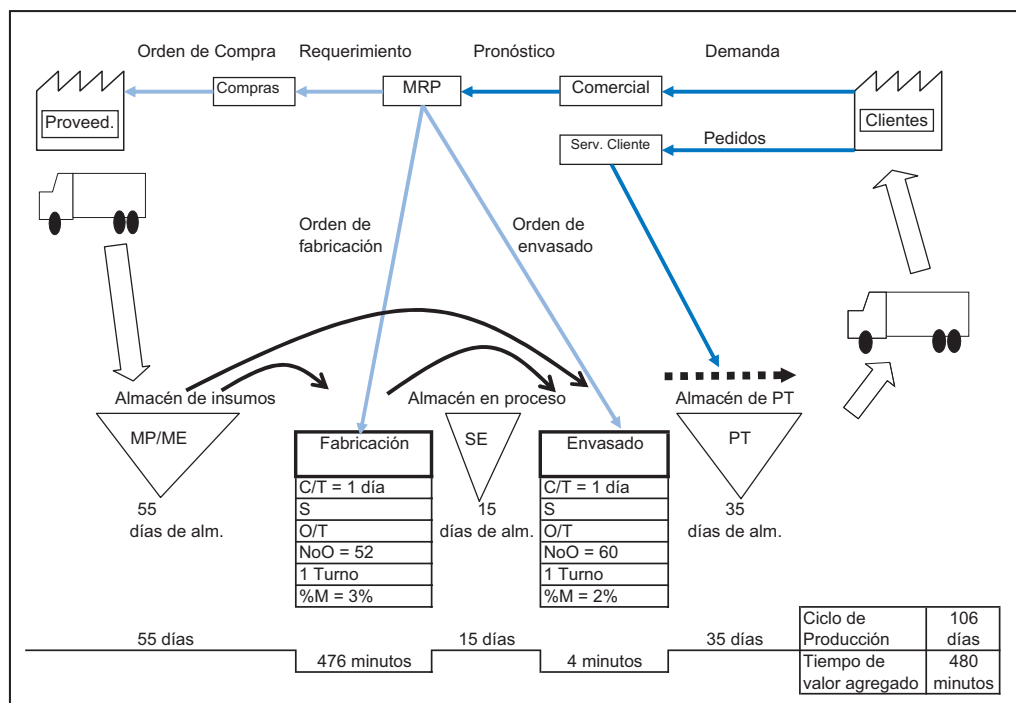 Orden de Compra
Requerimiento
Pronóstico
Demanda
Proveed.
Compras
MRP
Comercial
Clientes
Serv. Cliente
Pedidos
Orden de
fabricación
Orden de
envasado
Almacén de insumos
Almacén en proceso
Almacén de PT
MP/ME
Fabricación
SE
Envasado
PT
55
días de alm.
C/T = 1 día
S
O/T
NoO = 52
1 Turno
%M = 3%
15
días de alm.
C/T = 1 día
S
O/T
NoO = 60
1 Turno
%M = 2%
35
días de alm.
55 días
476 minutos
15 días
4 minutos
35 días
Ciclo de
Producción
106
días
Tiempo de
valor agregado
480
minutos